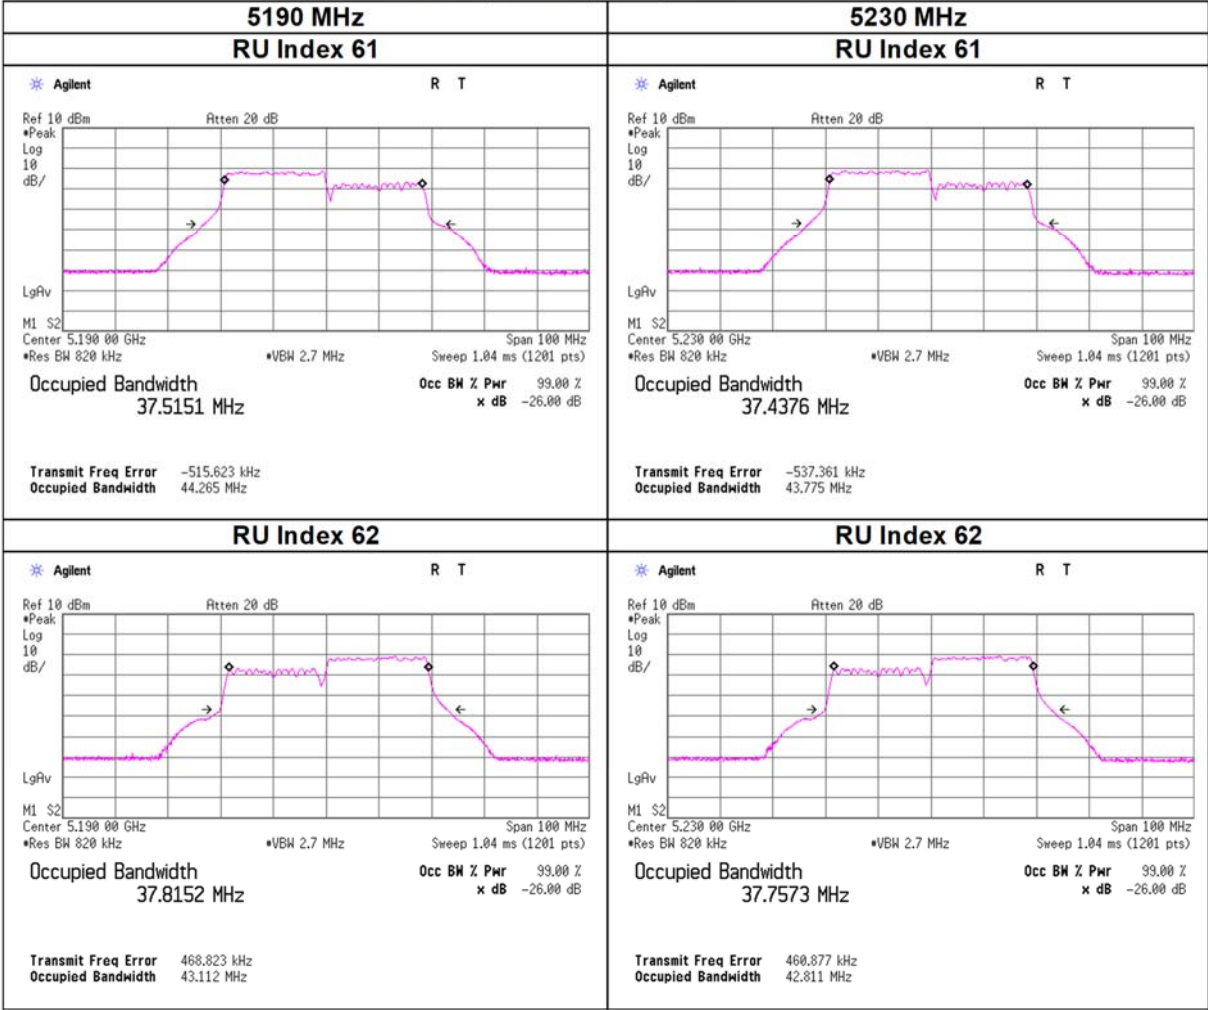 5190 MHz 5230 MHz
RU Index 61 RU Index 61
Agilent R T
Ref 10 dBm Atten 20 dB
*Peak
Log
10
dB/
LgAv
M1 S2
Center 5.190 00 GHz Span 100 MHz
*Res BW 820 kHz *VBW 2.7 MHz Sweep 1.04 ms (1201 pts)
Occupied Bandwidth Occ BW % Pwr 99.00 %
37.5151 MHz x dB -26.00 dB
Transmit Freq Error -515.623 kHz
Occupied Bandwidth 44.265 MHz
Agilent R T
Ref 10 dBm Atten 20 dB
*Peak
Log
10
dB/
LgAv
M1 S2
Center 5.230 00 GHz Span 100 MHz
*Res BW 820 kHz *VBW 2.7 MHz Sweep 1.04 ms (1201 pts)
Occupied Bandwidth Occ BW % Pwr 99.00 %
37.4376 MHz x dB -26.00 dB
Transmit Freq Error -537.361 kHz
Occupied Bandwidth 43.775 MHz
RU Index 62 RU Index 62
Agilent R T
Ref 10 dBm Atten 20 dB
*Peak
Log
10
dB/
LgAv
M1 S2
Center 5.190 00 GHz Span 100 MHz
*Res BW 820 kHz *VBW 2.7 MHz Sweep 1.04 ms (1201 pts)
Occupied Bandwidth Occ BW % Pwr 99.00 %
37.8152 MHz x dB -26.00 dB
Transmit Freq Error 468.823 kHz
Occupied Bandwidth 43.112 MHz
Agilent R T
Ref 10 dBm Atten 20 dB
*Peak
Log
10
dB/
LgAv
M1 S2
Center 5.230 00 GHz Span 100 MHz
*Res BW 820 kHz *VBW 2.7 MHz Sweep 1.04 ms (1201 pts)
Occupied Bandwidth Occ BW % Pwr 99.00 %
37.7573 MHz x dB -26.00 dB
Transmit Freq Error 460.877 kHz
Occupied Bandwidth 42.811 MHz